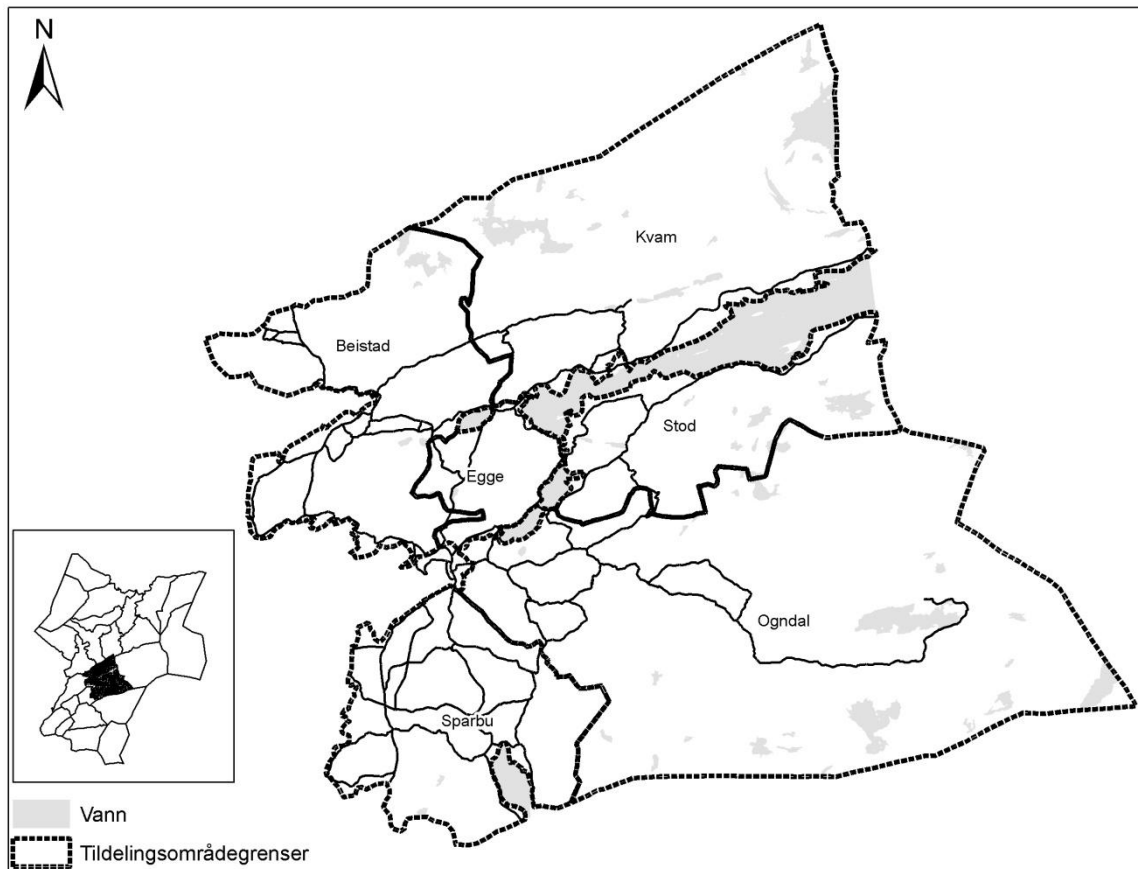 N
Kvam
Beistad
Stod
Egge
Ogndal
Sparbu
Vann
Tildelingsområdegrenser